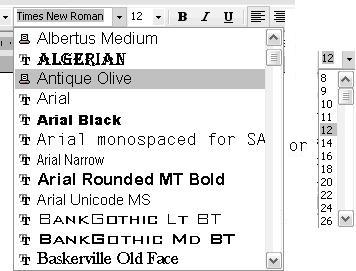 Times New Roman 12 B I U
Albertus Medium
ALGERIAN
Antique Olive
Arial
Arial Black
Arial monospaced for SA
Arial Narrow
Arial Rounded MT Bold
Arial Unicode MS
BankGothic Lt BT
BankGothic Md BT
Baskerville Old Face
or
12
8
9
10
11
12
14
16
18
20
22
24
26